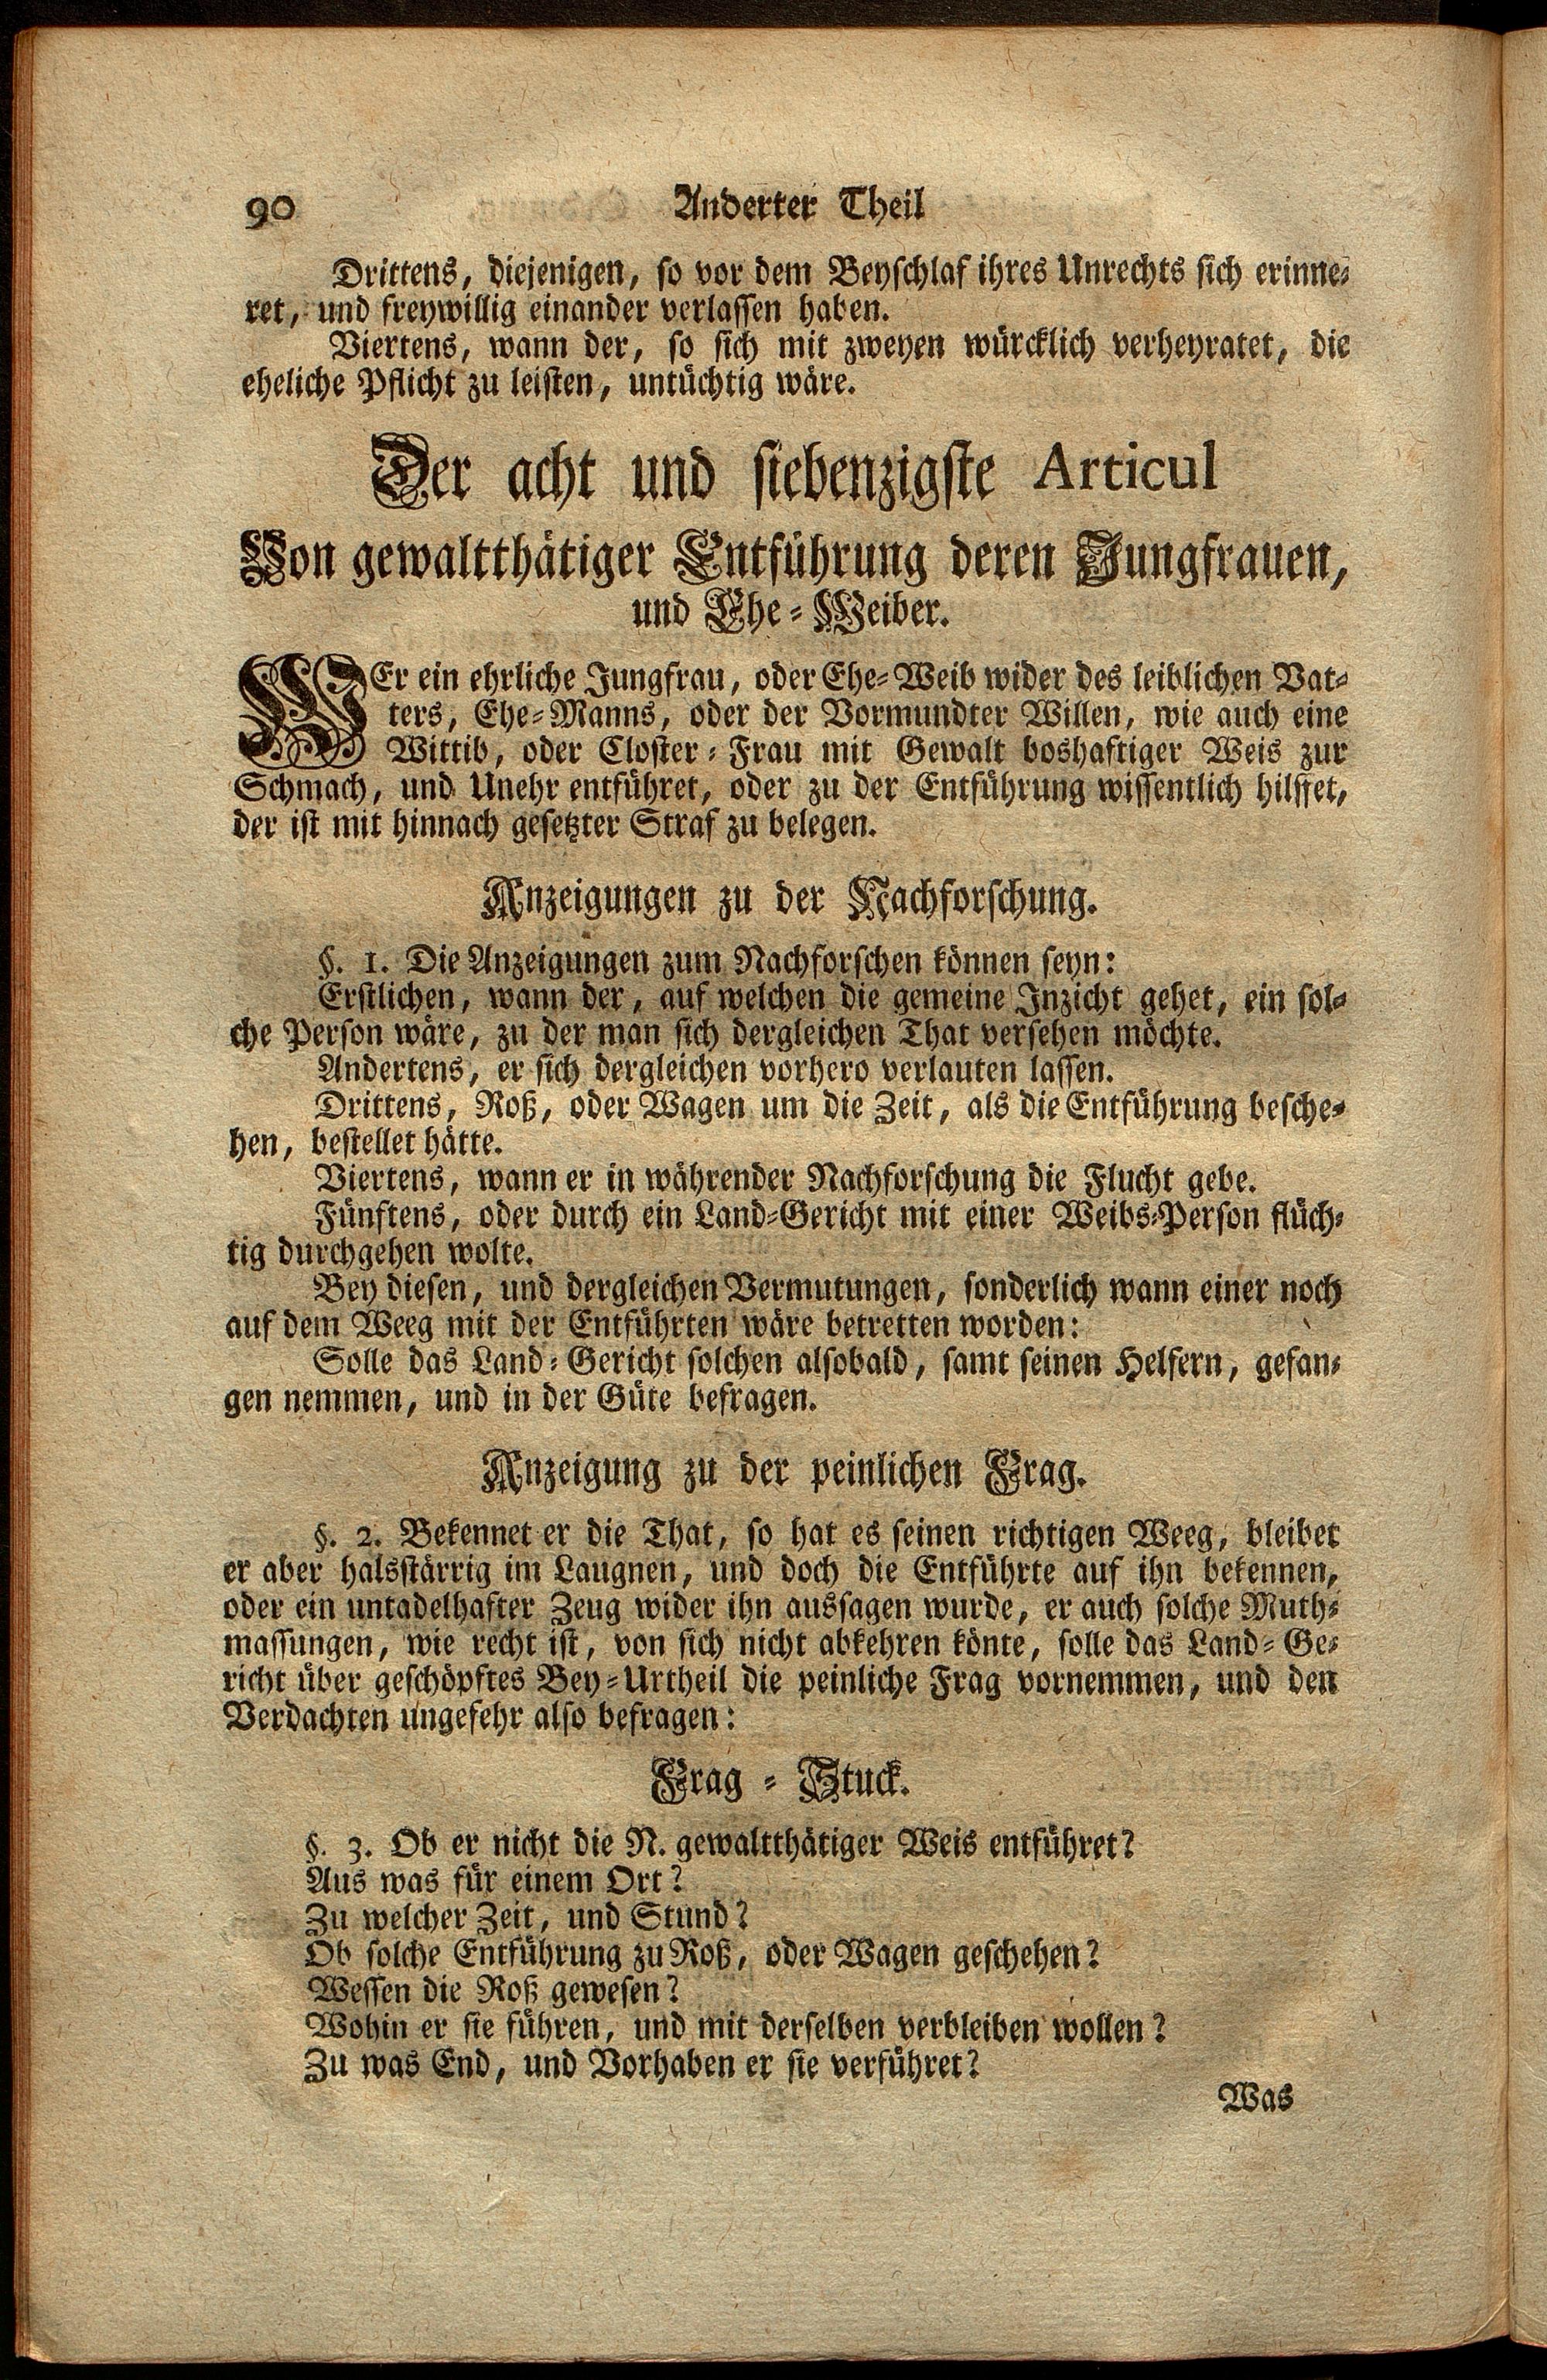 90 Anderter Theil
Drittens, diejenigen, so vor dem Beyschlaf ihres Unrechts sich erinne-
ret, und freywillig einander verlassen haben.
Viertens, wann der, so sich mit zweyen würcklich verheyratet, die
eheliche Pflicht zu leisten, untüchtig wäre.
Der acht und siebenzigste Articul
Von gewaltthätiger Entführung deren Jungfrauen,
und Ehe-Weiber.
WEr ein ehrliche Jungfrau, oder Ehe-Weib wider des leiblichen Vat-
ters, Ehe-Manns, oder der Vormundter Willen, wie auch eine
Wittib, oder Closter-Frau mit Gewalt boshaftiger Weis zur
Schmach, und Unehr entführet, oder zu der Entführung wissentlich hilffet,
der ist mit hinnach gesetzter Straf zu belegen.
Anzeigungen zu der Nachforschung.
§. 1. Die Anzeigungen zum Nachforschen können seyn:
Erstlichen, wann der, auf welchen die gemeine Inzicht gehet, ein sol-
che Person wäre, zu der man sich dergleichen That versehen möchte.
Andertens, er sich dergleichen vorhero verlauten lassen.
Drittens, Roß, oder Wagen um die Zeit, als die Entführung besche-
hen, bestellet hätte.
Viertens, wann er in währender Nachforschung die Flucht gebe.
Fünftens, oder durch ein Land-Gericht mit einer Weibs-Person flüch-
tig durchgehen wolte.
Bey diesen, und dergleichen Vermutungen, sonderlich wann einer noch
auf dem Weeg mit der Entführten wäre betretten worden:
Solle das Land-Gericht solchen alsobald, samt seinen Helfern, gefan-
gen nemmen, und in der Güte befragen.
Anzeigung zu der peinlichen Frag.
§. 2. Bekennet er die That, so hat es seinen richtigen Weeg, bleibet
er aber halsstärrig im Laugnen, und doch die Entführte auf ihn bekennen,
oder ein untadelhafter Zeug wider ihn aussagen wurde, er auch solche Muth-
massungen, wie recht ist, von sich nicht abkehren könte, solle das Land-Ge-
richt über geschöpftes Bey-Urtheil die peinliche Frag vornemmen, und den
Verdachten ungefehr also befragen:
Frag-Stuck.
§. 3. Ob er nicht die N. gewaltthätiger Weis entführet?
Aus was für einem Ort?
Zu welcher Zeit, und Stund?
Ob solche Entführung zu Roß, oder Wagen geschehen?
Wessen die Roß gewesen?
Wohin er sie führen, und mit derselben verbleiben wollen?
Zu was End, und Vorhaben er sie verführet?
Was